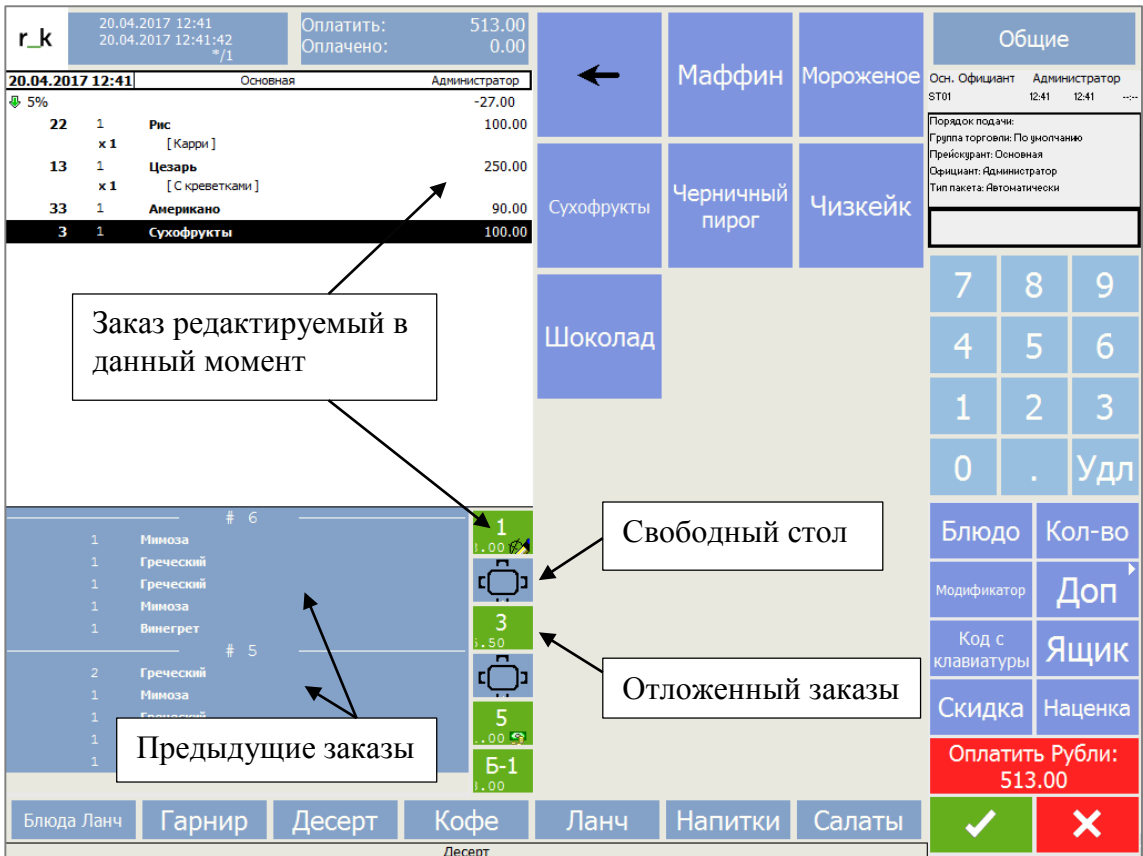 r_k
20.04.2017 12:41
20.04.2017 12:41:42
*/1
Оплатить: 513.00
Оплачено: 0.00
20.04.2017 12:41 Основная Администратор
5% -27.00
22 1 Рис 100.00
x 1 [ Карри ]
13 1 Цезарь 250.00
x 1 [ С креветками ]
33 1 Американо 90.00
3 1 Сухофрукты 100.00
Заказ редактируемый в
данный момент
# 6
1 Мимоза
1 Греческий
1 Греческий
1 Мимоза
1 Винегрет
# 5
2 Греческий
1 Мимоза
1
1
1
Предыдущие заказы
1
3
5
Б-1
Свободный стол
Отложенный заказы
Маффин
Мороженое
Сухофрукты
Черничный
пирог
Чизкейк
Шоколад
Общие
Осн. Официант Администратор
ST01 12:41 12:41 --:--
Порядок подачи:
Группа торговли: По умолчанию
Прейскурант: Основная
Официант: Администратор
Тип пакета: Автоматически
7 8 9
4 5 6
1 2 3
0 . Удл
Блюдо Кол-во
Модификатор Доп
Код с
клавиатуры
Ящик
Скидка Наценка
Оплатить Рубли:
513.00
Блюда Ланч Гарнир Десерт Кофе Ланч Напитки Салаты
Десерт